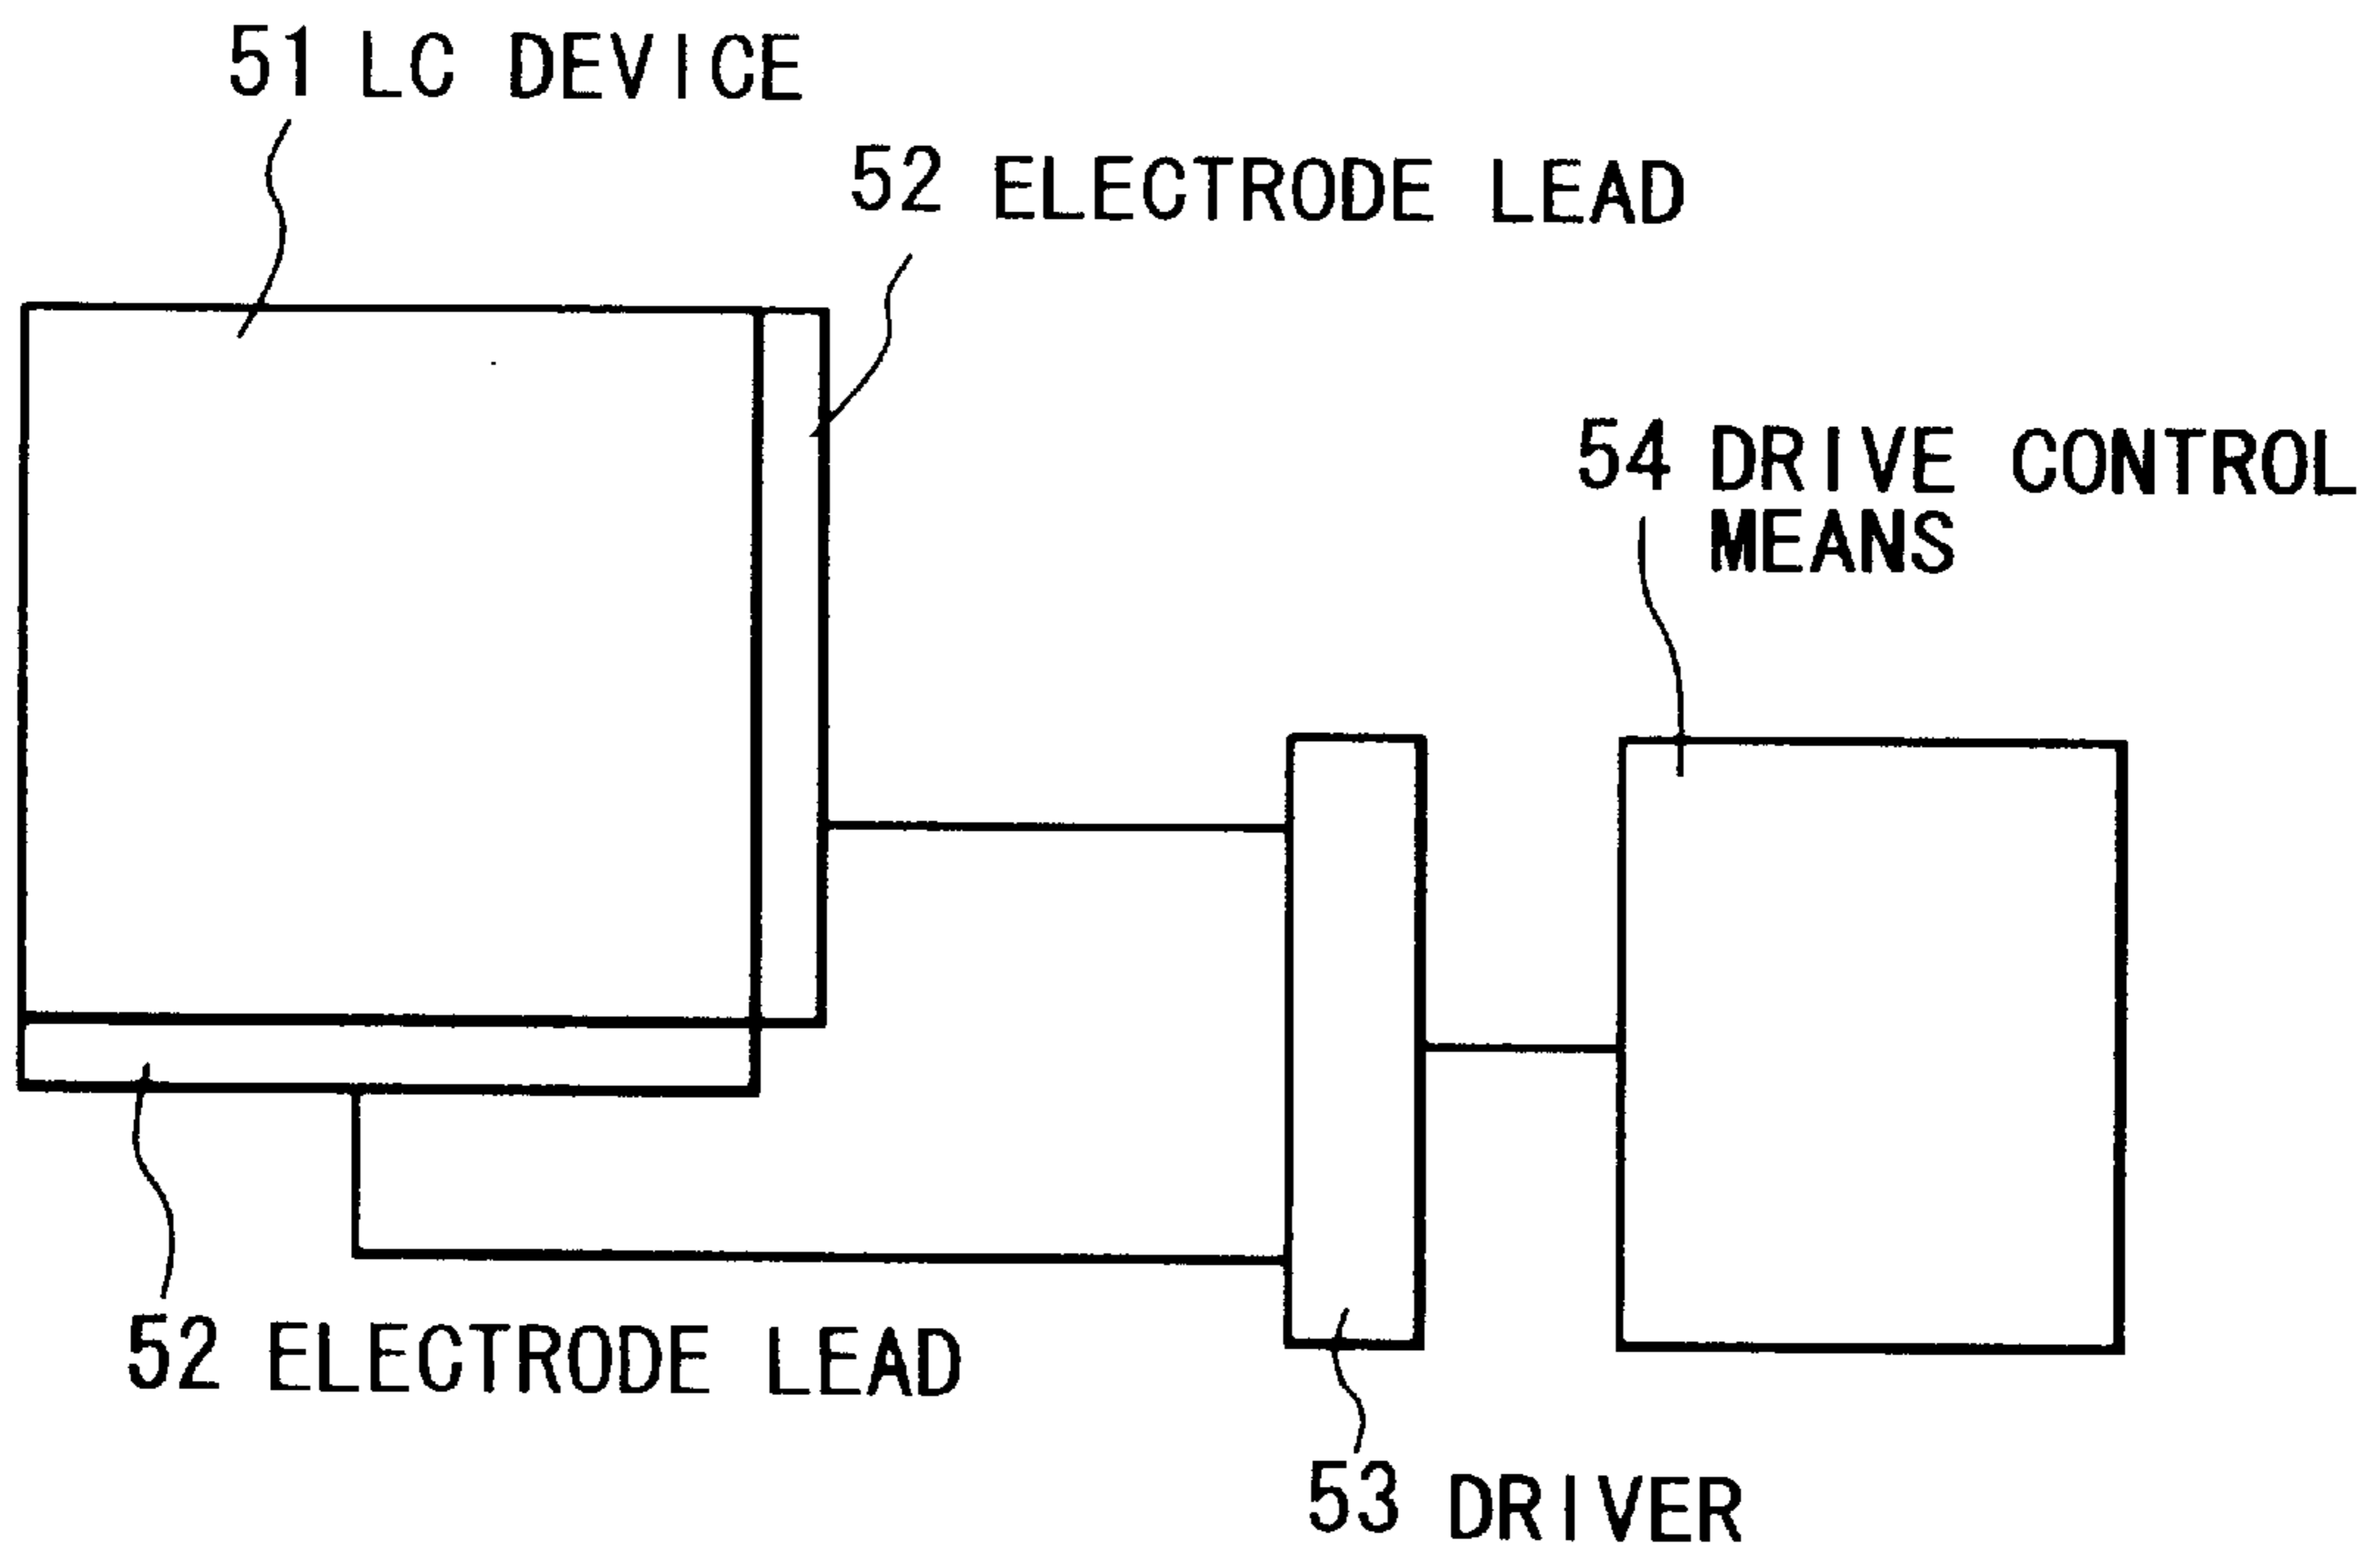 51 LC DEVICE
52 ELECTRODE LEAD
54 DRIVE CONTROL
MEANS
52 ELECTRODE LEAD
53 DRIVER